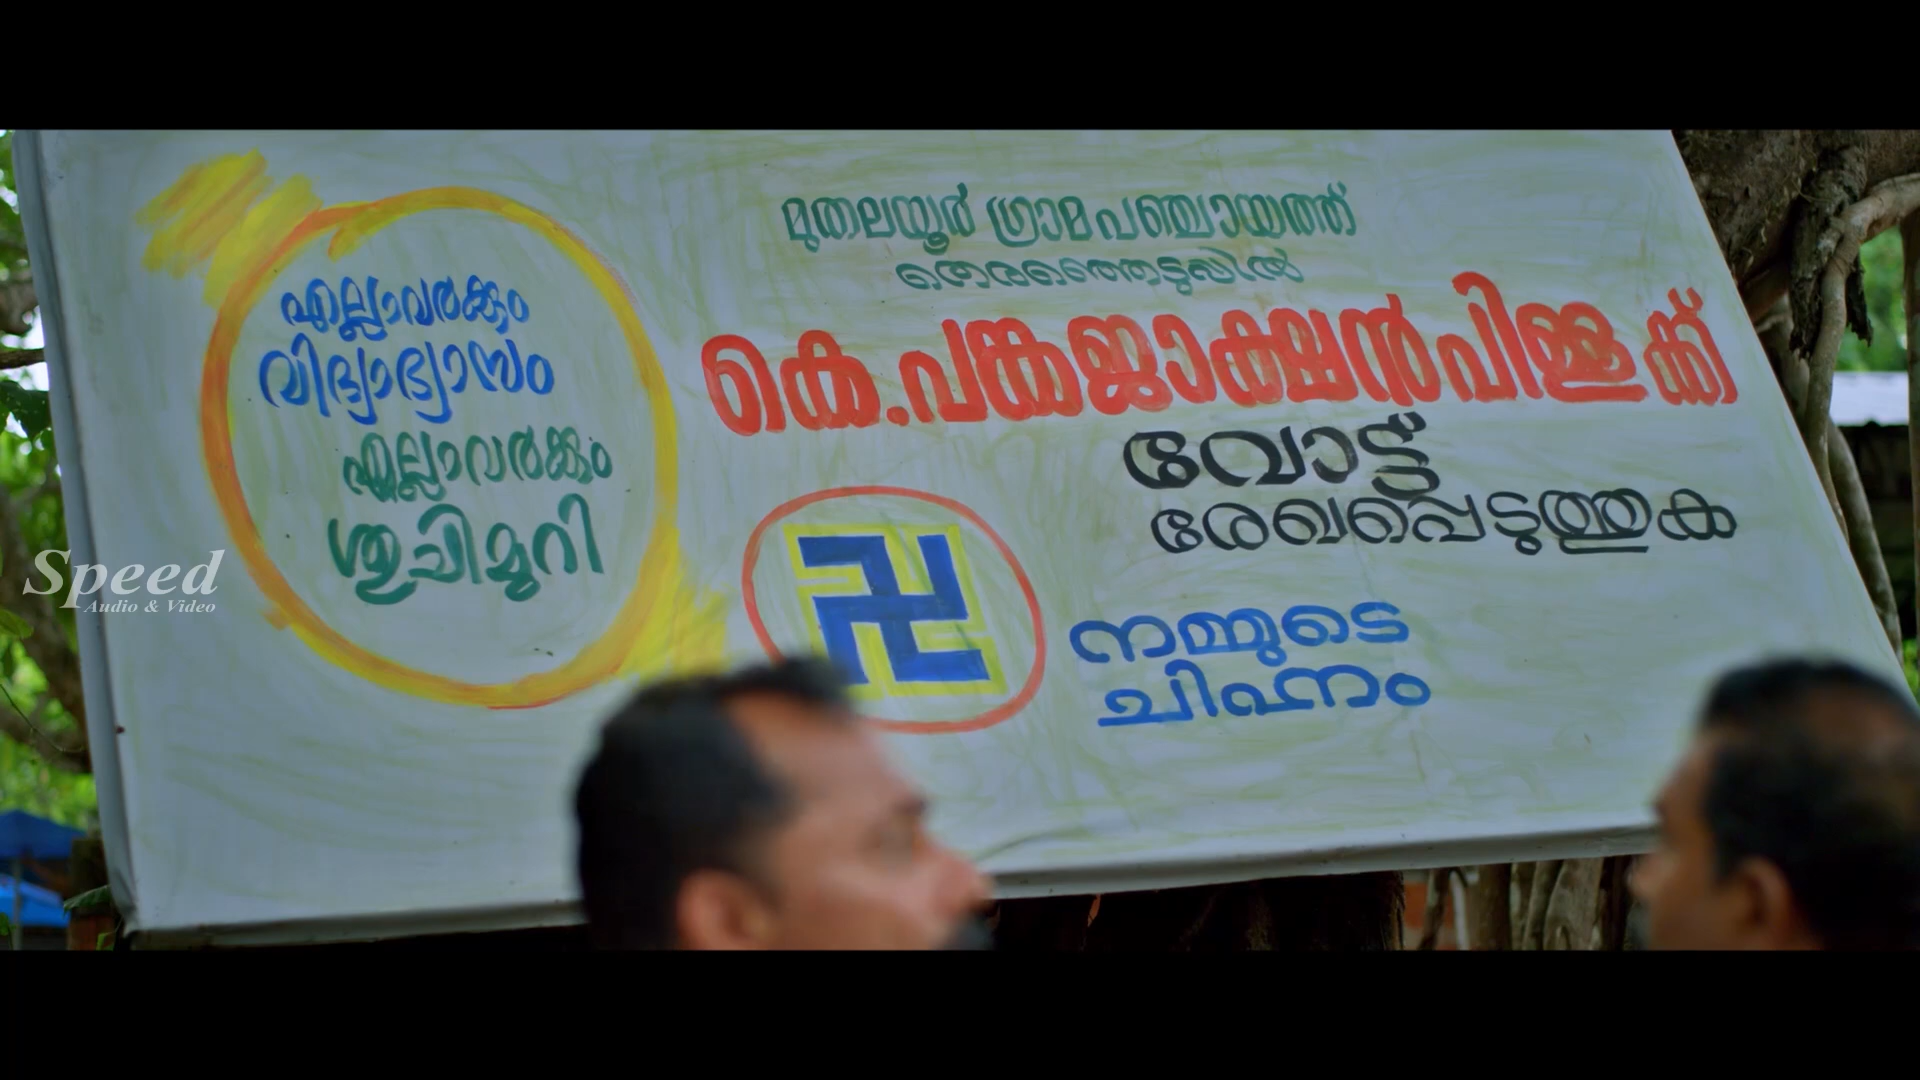 എല്ലാവർക്കും
വിദ്യാഭ്യാസം
എല്ലാവർക്കും
ശുചിമുറി
മുതലയൂർ ഗ്രാമപഞ്ചായത്ത്
തെരഞ്ഞെടുപ്പിൽ
കെ.പങ്കജാക്ഷൻപിള്ളക്ക്
വോട്ട്
രേഖപ്പെടുത്തുക
നമ്മുടെ
ചിഹ്നം
Speed
Audio & Video